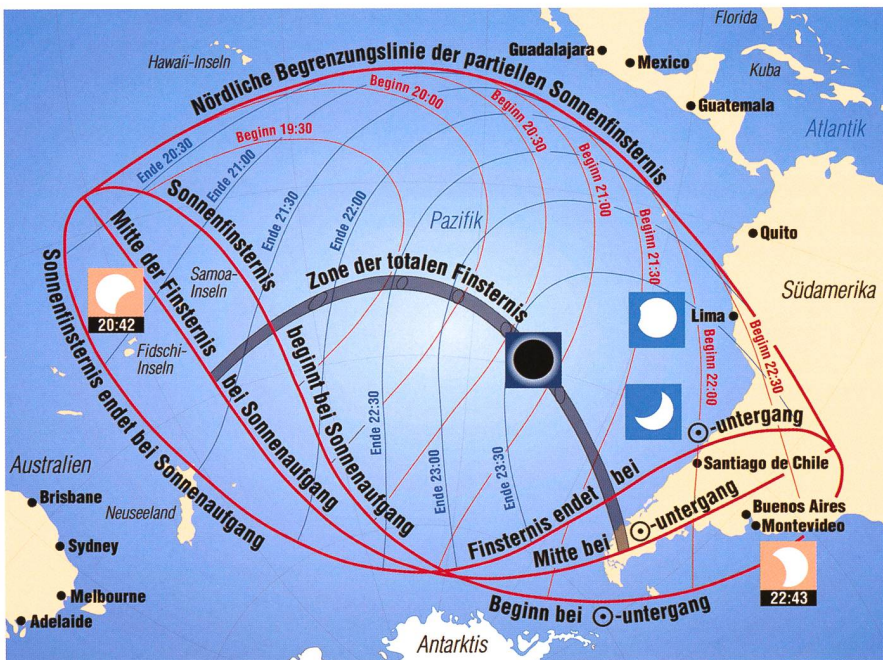 Florida
Hawaii-Inseln
Guadalajara
Mexico
Kuba
Guatemala
Atlantik
Nördliche Begrenzungslinie der partiellen Sonnenfinsternis
Beginn 19:30
Beginn 20:00
Beginn 20:30
Beginn 21:00
Beginn 21:30
Beginn 22:00
Beginn 22:30
Ende 20:30
Ende 21:00
Ende 21:30
Ende 22:00
Ende 22:30
Ende 23:00
Ende 23:30
Pazifik
Quito
Südamerika
Lima
Samoa-
Inseln
Fidschi-
Inseln
20:42
Zone der totalen Finsternis
Sonnenfinsternis beginnt bei Sonnenaufgang
Mitte der Finsternis bei Sonnenaufgang
Sonnenfinsternis endet bei Sonnenaufgang
Finsternis endet bei ☉-untergang
Mitte bei ☉-untergang
Beginn bei ☉-untergang
Santiago de Chile
Buenos Aires
Montevideo
22:43
Australien
Brisbane
Neuseeland
Sydney
Melbourne
Adelaide
Antarktis